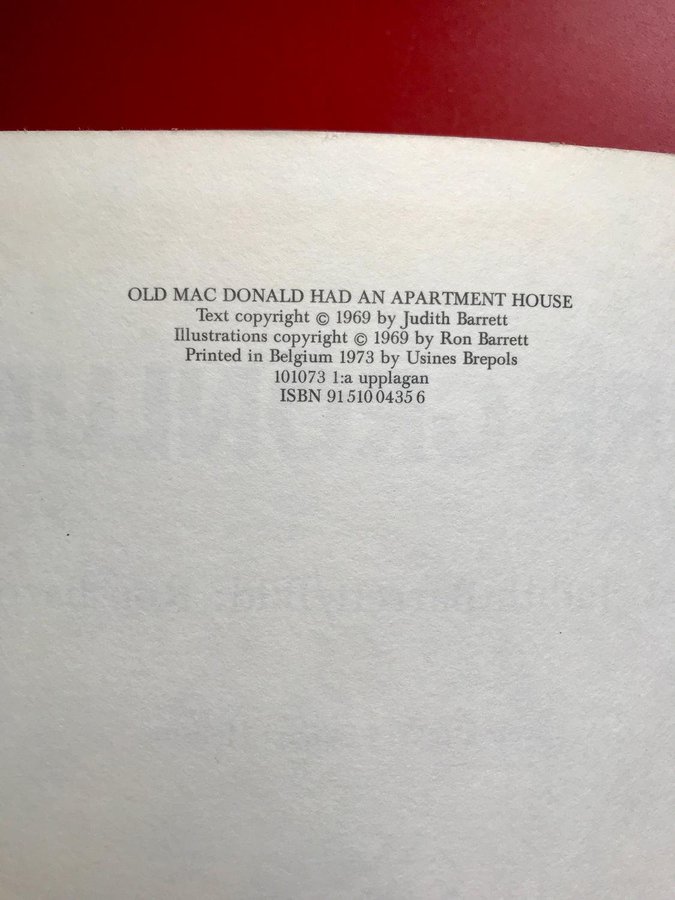 OLD MAC DONALD HAD AN APARTMENT HOUSE
Text copyright © 1969 by Judith Barrett
Illustrations copyright © 1969 by Ron Barrett
Printed in Belgium 1973 by Usines Brepols
101073 1:a upplagan
ISBN 91 510 0435 6